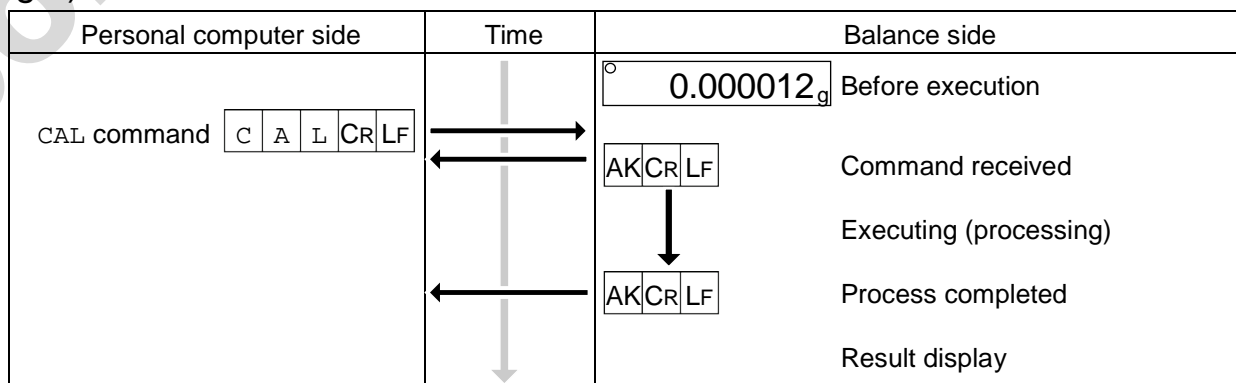 Personal computer side Time Balance side
0.000012 g Before execution
CAL command C A L CR LF
AK CR LF Command received
Executing (processing)
AK CR LF Process completed
Result display